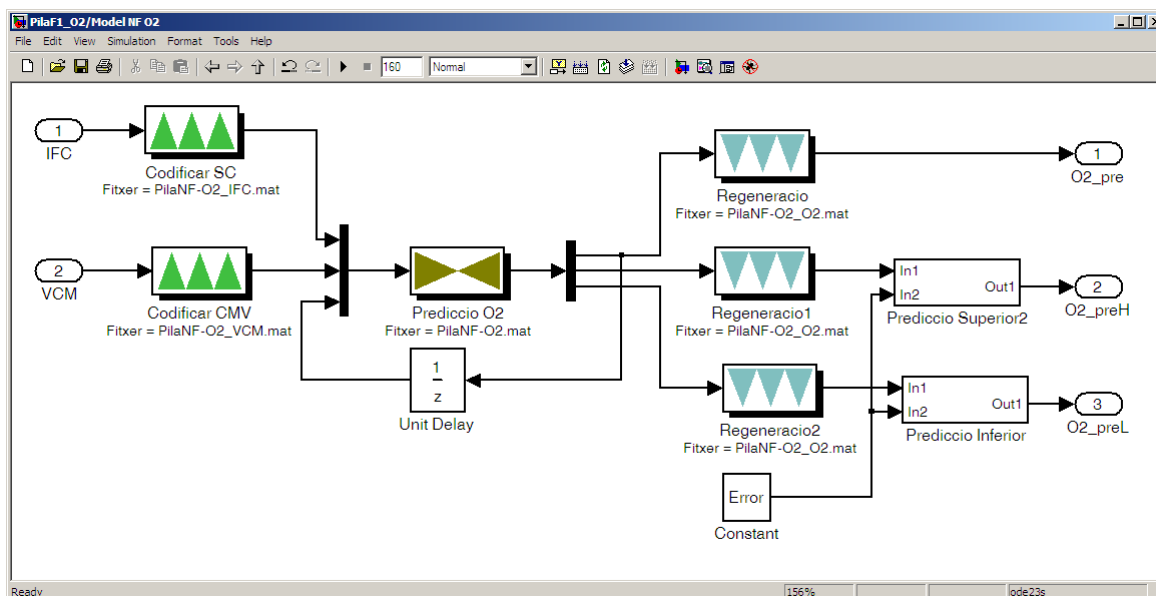 PilaF1_O2/Model NF O2
File Edit View Simulation Format Tools Help
160 Normal
1
IFC
Codificar SC
Fitxer = PilaNF-O2_IFC.mat
2
VCM
Codificar CMV
Fitxer = PilaNF-O2_VCM.mat
Prediccio O2
Fitxer = PilaNF-O2.mat
1
z
Unit Delay
Regeneracio
Fitxer = PilaNF-O2_O2.mat
Regeneracio1
Fitxer = PilaNF-O2_O2.mat
Regeneracio2
Fitxer = PilaNF-O2_O2.mat
Error
Constant
In1
In2
Out1
Prediccio Superior2
In1
In2
Out1
Prediccio Inferior
1
O2_pre
2
O2_preH
3
O2_preL
Ready 156% ode23s